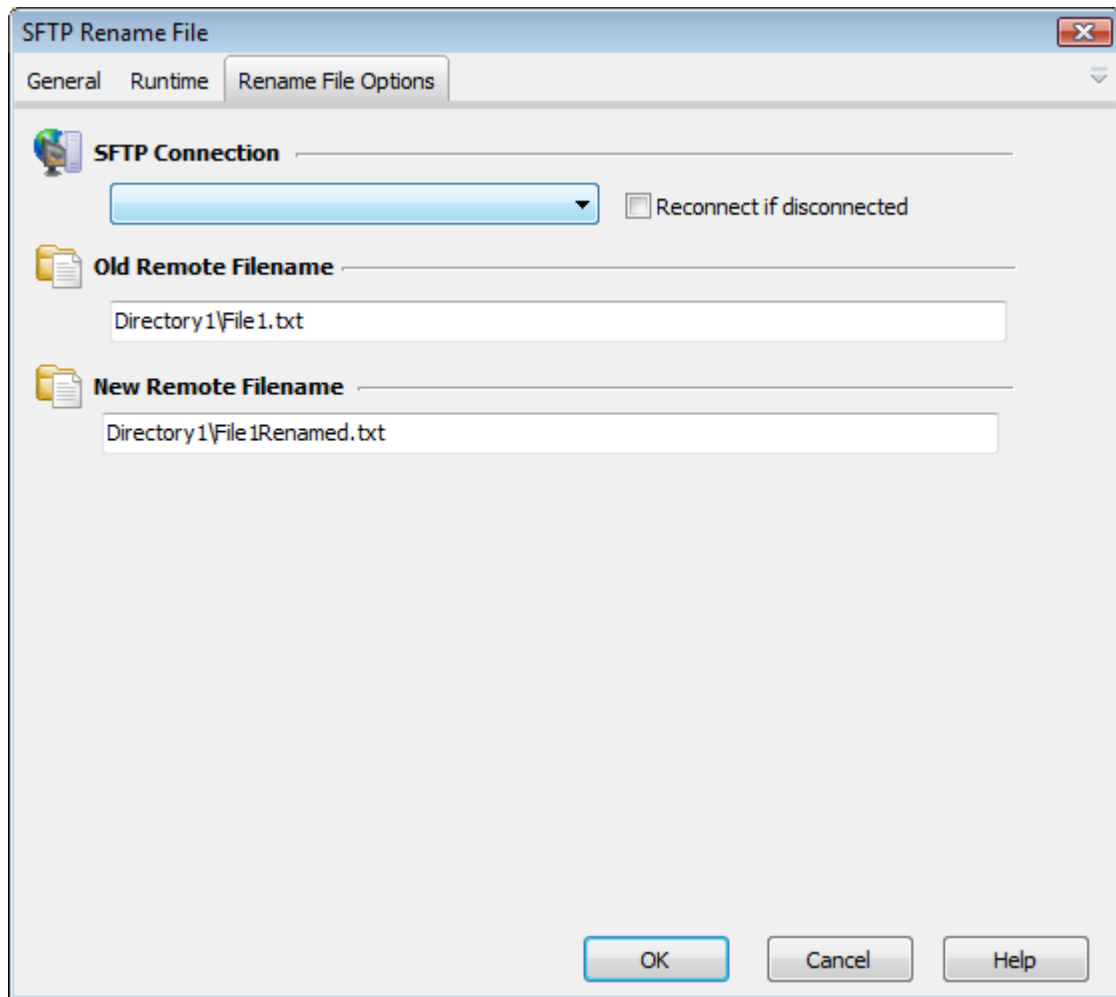 SFTP Rename File
General Runtime Rename File Options
SFTP Connection
Reconnect if disconnected
Old Remote Filename
Directory1\File1.txt
New Remote Filename
Directory1\File1Renamed.txt
OK Cancel Help